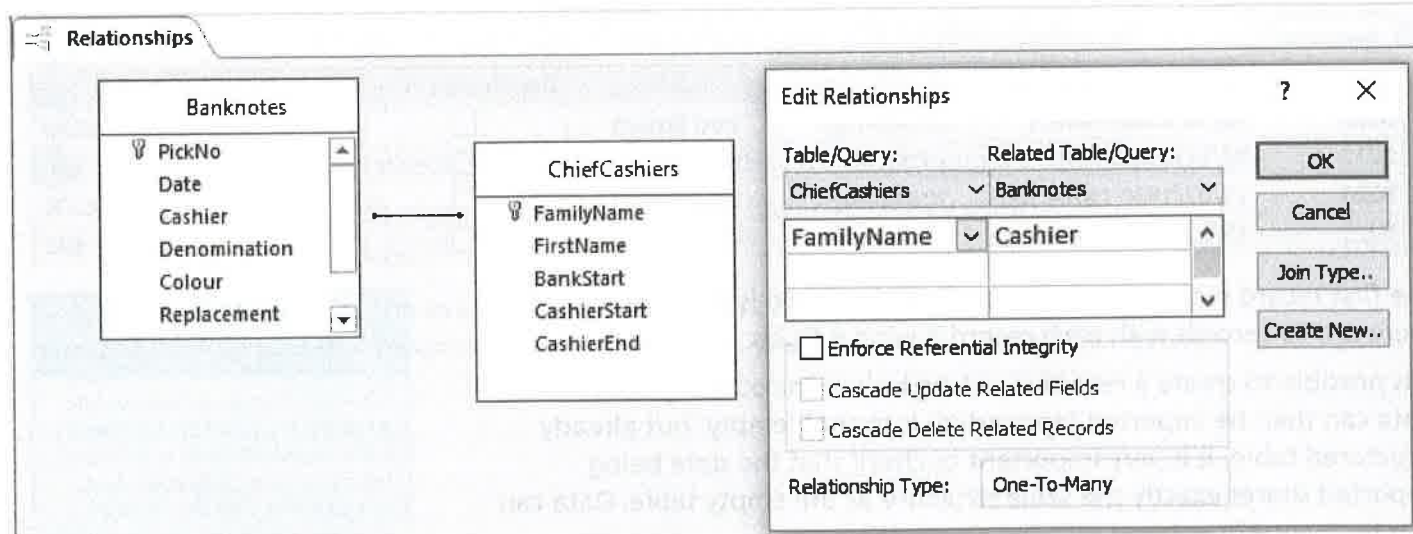 Relationships
Banknotes
PickNo
Date
Cashier
Denomination
Colour
Replacement
ChiefCashiers
FamilyName
FirstName
BankStart
CashierStart
CashierEnd
Edit Relationships ? X
Table/Query: Related Table/Query:
ChiefCashiers Banknotes
FamilyName Cashier
Enforce Referential Integrity
Cascade Update Related Fields
Cascade Delete Related Records
Relationship Type: One-To-Many
OK
Cancel
Join Type..
Create New..